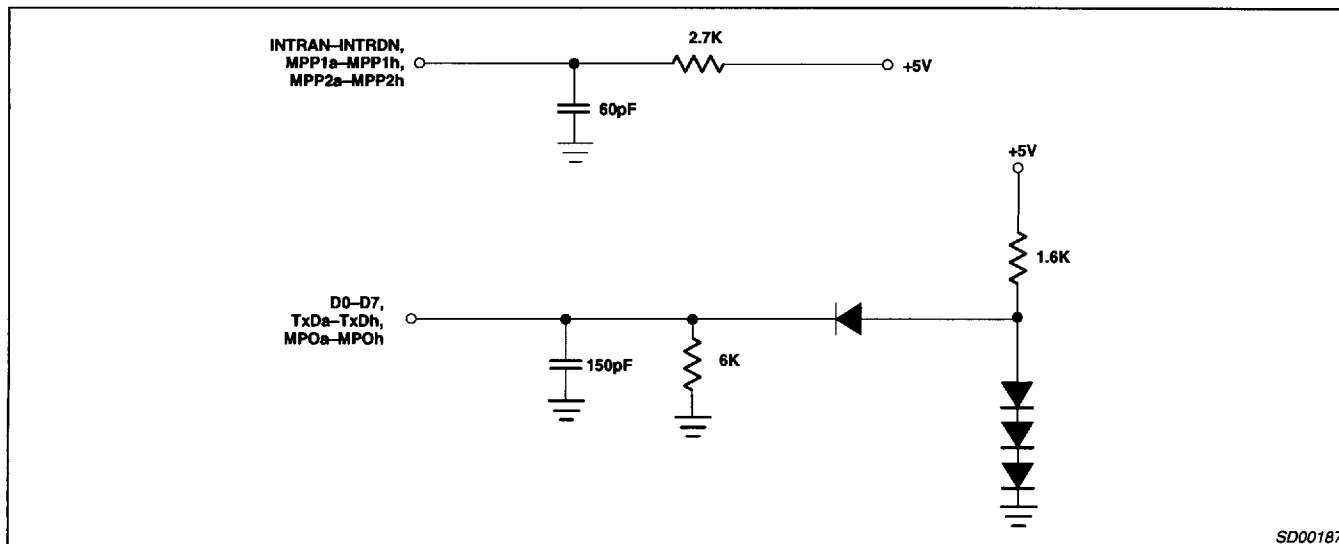 INTRAN–INTRDN,
MPP1a–MPP1h,
MPP2a–MPP2h
2.7K
+5V
60pF
+5V
1.6K
D0–D7,
TxDa–TxDh,
MPOa–MPOh
150pF
6K
SD00187